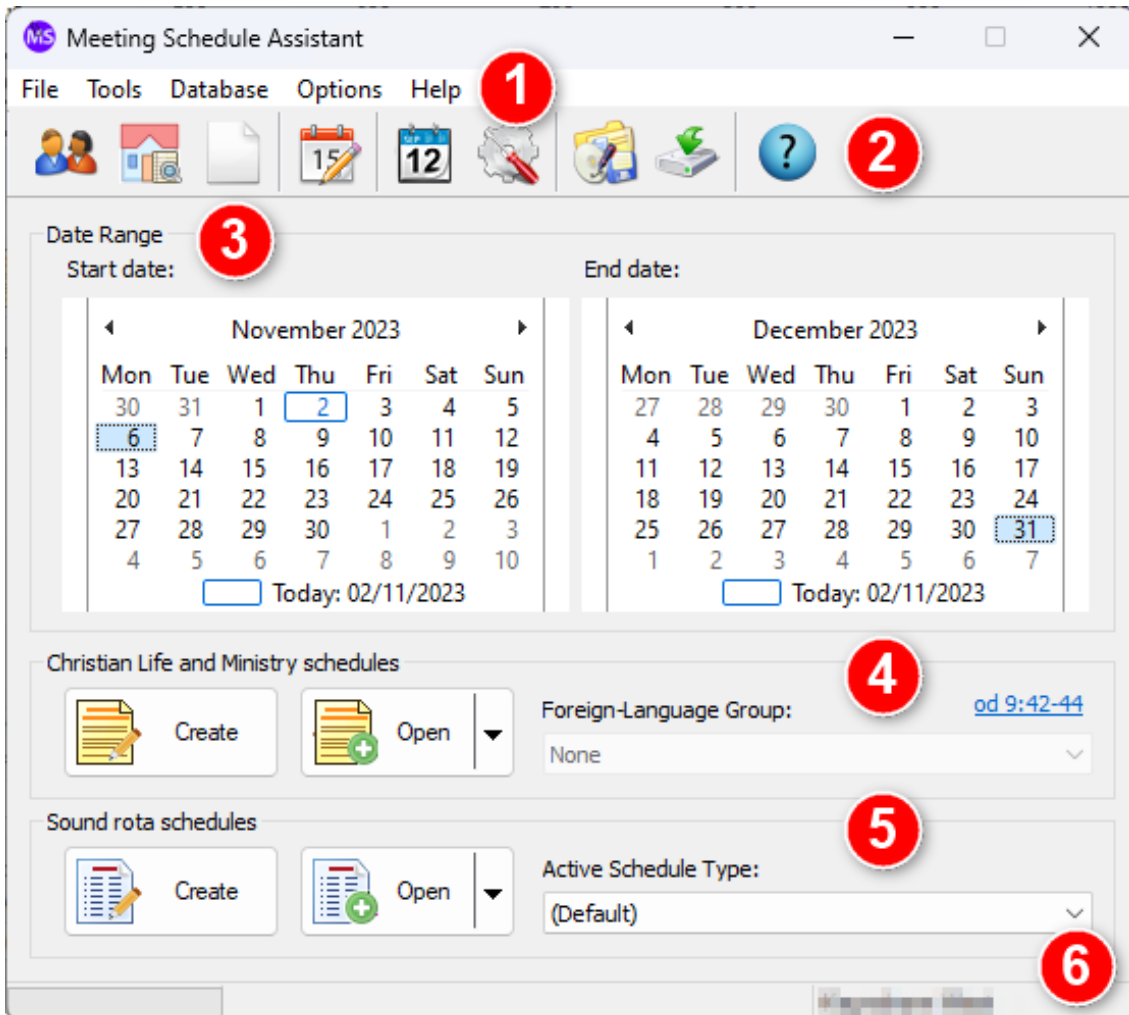 MS Meeting Schedule Assistant
File Tools Database Options Help 1
15 12 ? 2
Date Range 3
Start date: End date:
November 2023 December 2023
Mon Tue Wed Thu Fri Sat Sun Mon Tue Wed Thu Fri Sat Sun
30 31 1 2 3 4 5 27 28 29 30 1 2 3
6 7 8 9 10 11 12 4 5 6 7 8 9 10
13 14 15 16 17 18 19 11 12 13 14 15 16 17
20 21 22 23 24 25 26 18 19 20 21 22 23 24
27 28 29 30 1 2 3 25 26 27 28 29 30 31
4 5 6 7 8 9 10 1 2 3 4 5 6 7
Today: 02/11/2023 Today: 02/11/2023
Christian Life and Ministry schedules 4
Create Open Foreign-Language Group: od 9:42-44
None
Sound rota schedules 5
Create Open Active Schedule Type:
(Default)
6